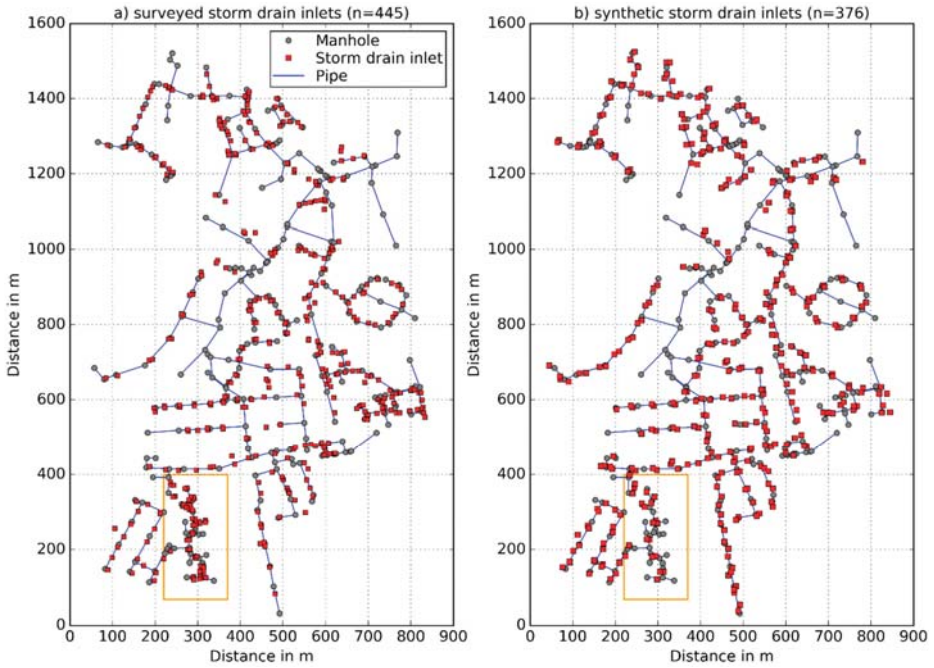 a) surveyed storm drain inlets (n=445)
1600
1400
1200
1000
800
600
400
200
0
Distance in m
0 100 200 300 400 500 600 700 800 900
Distance in m
Manhole
Storm drain inlet
Pipe
b) synthetic storm drain inlets (n=376)
1600
1400
1200
1000
800
600
400
200
0
Distance in m
0 100 200 300 400 500 600 700 800 900
Distance in m